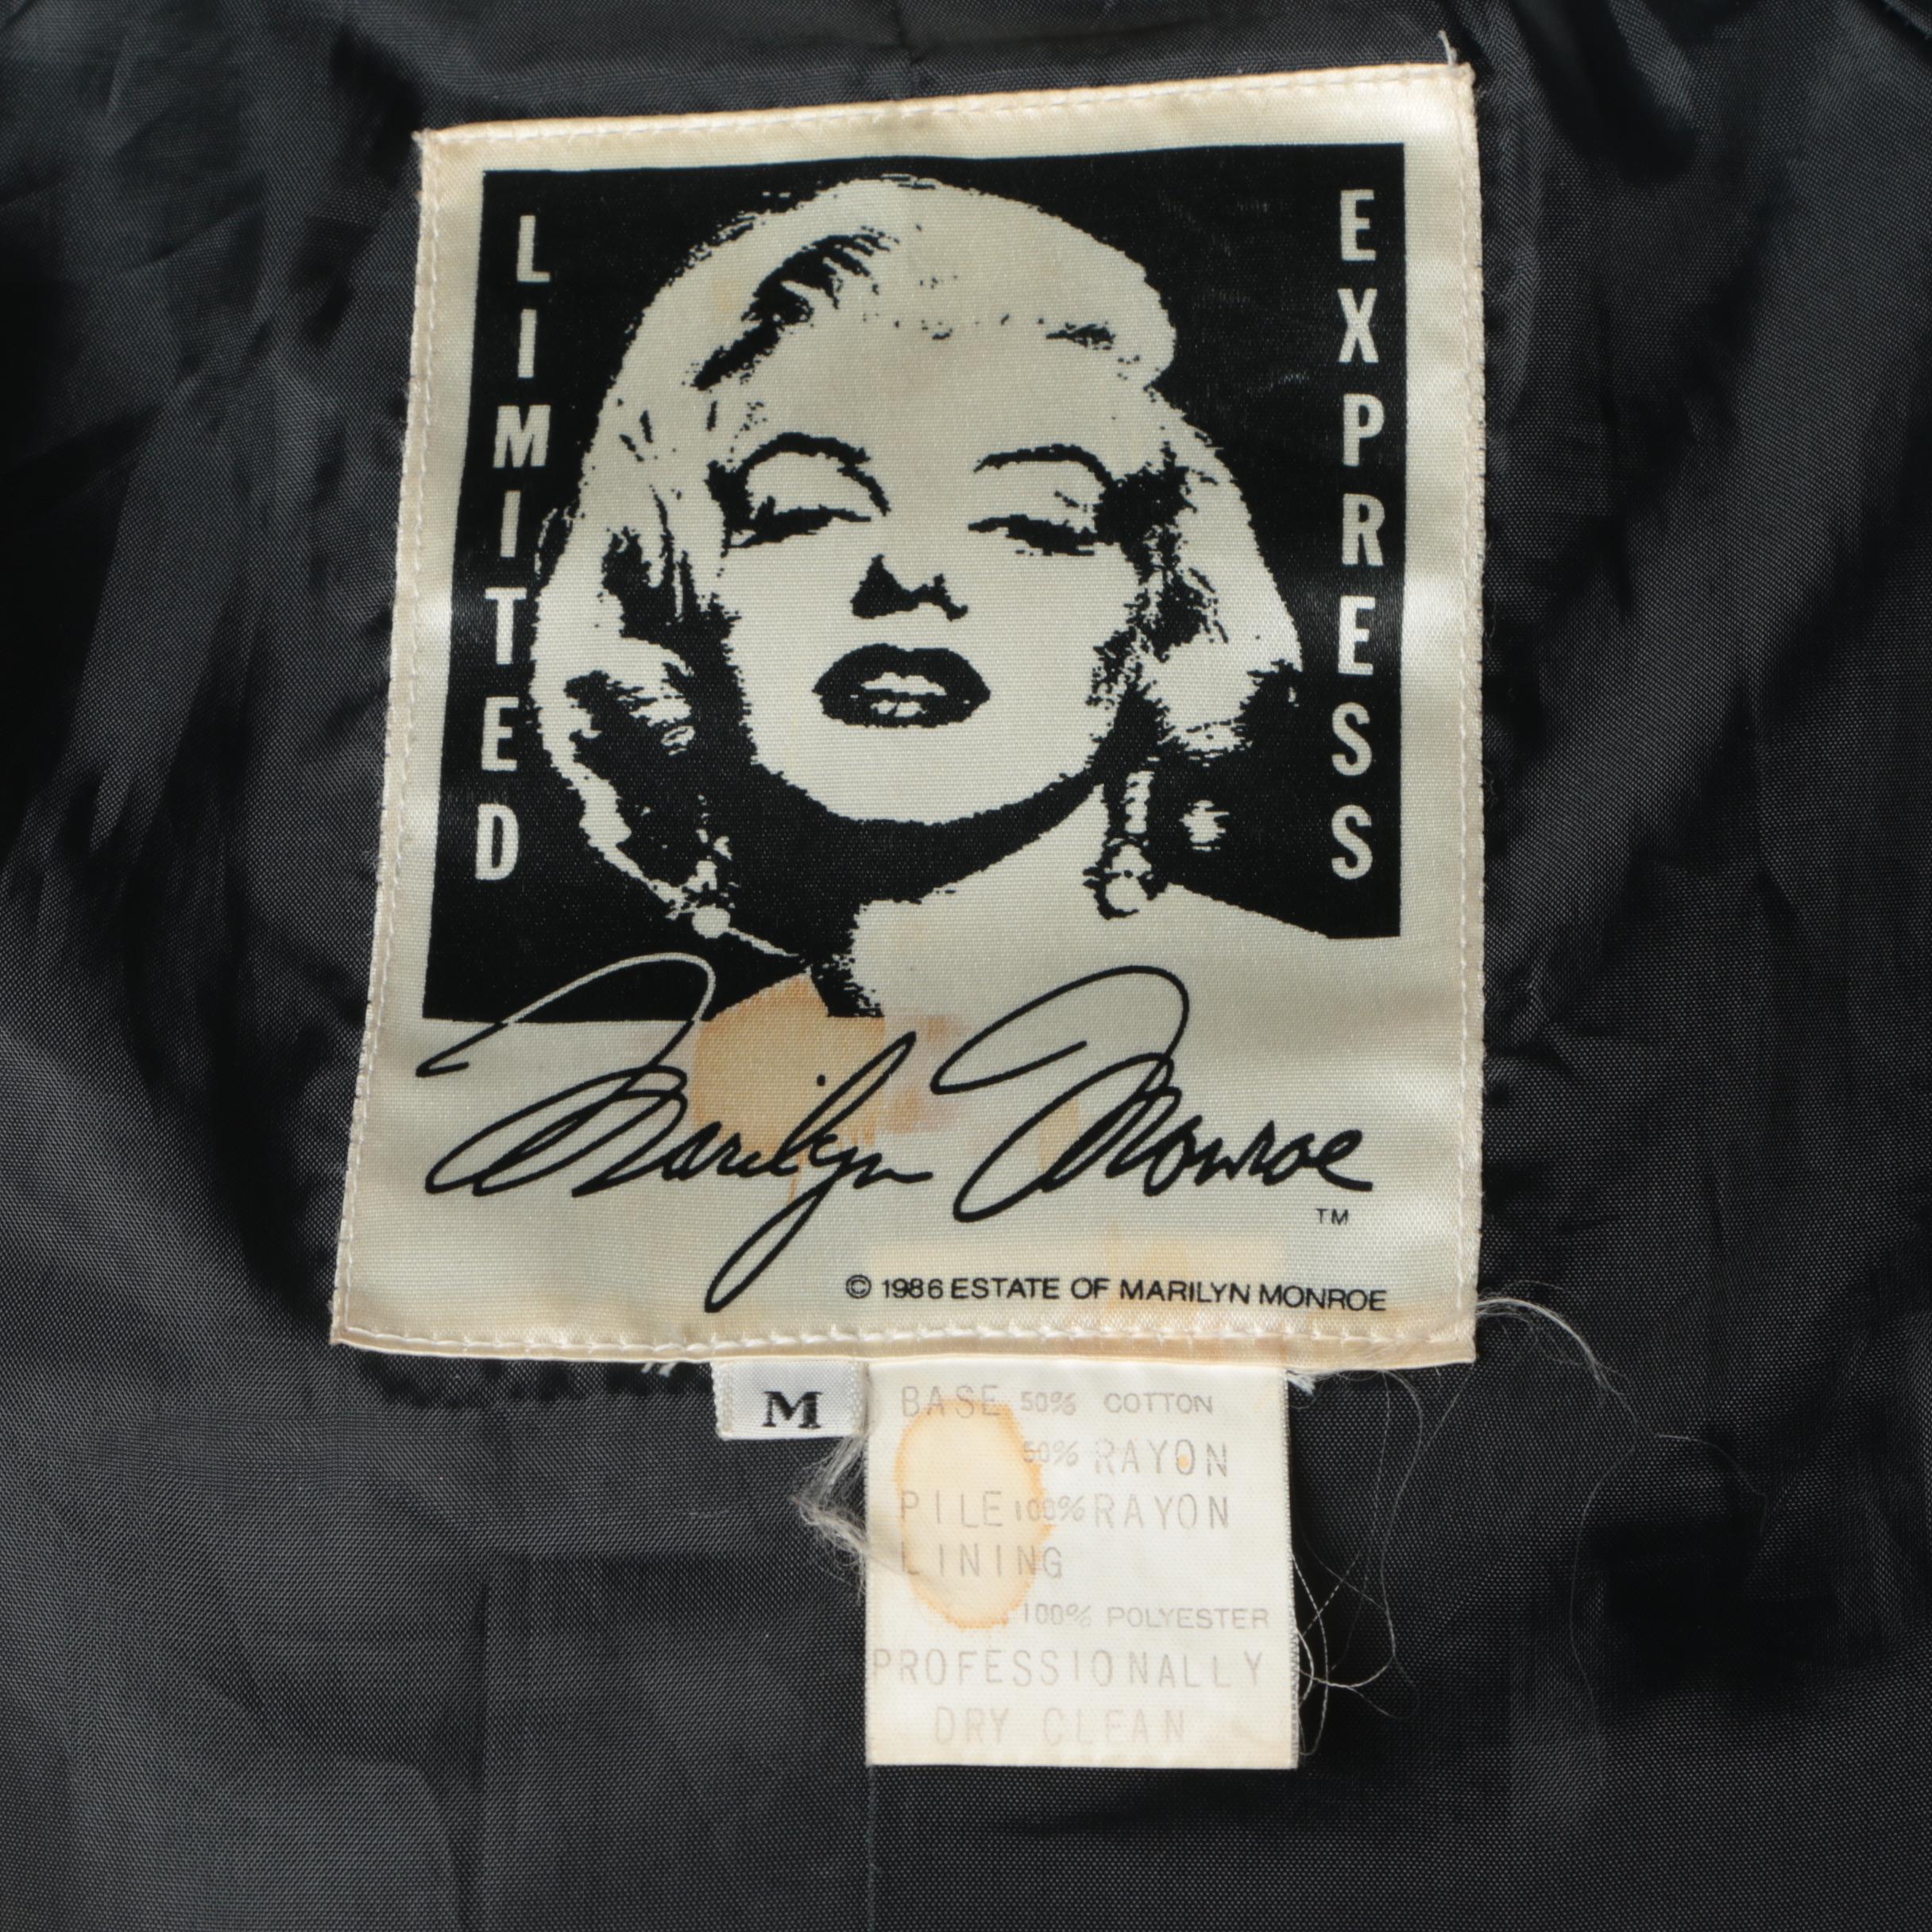 LIMITED
EXPRESS
Marilyn Monroe
TM
© 1986 ESTATE OF MARILYN MONROE
M
BASE 50% COTTON
50% RAYON
PILE 100% RAYON
LINING
100% POLYESTER
PROFESSIONALLY
DRY CLEAN